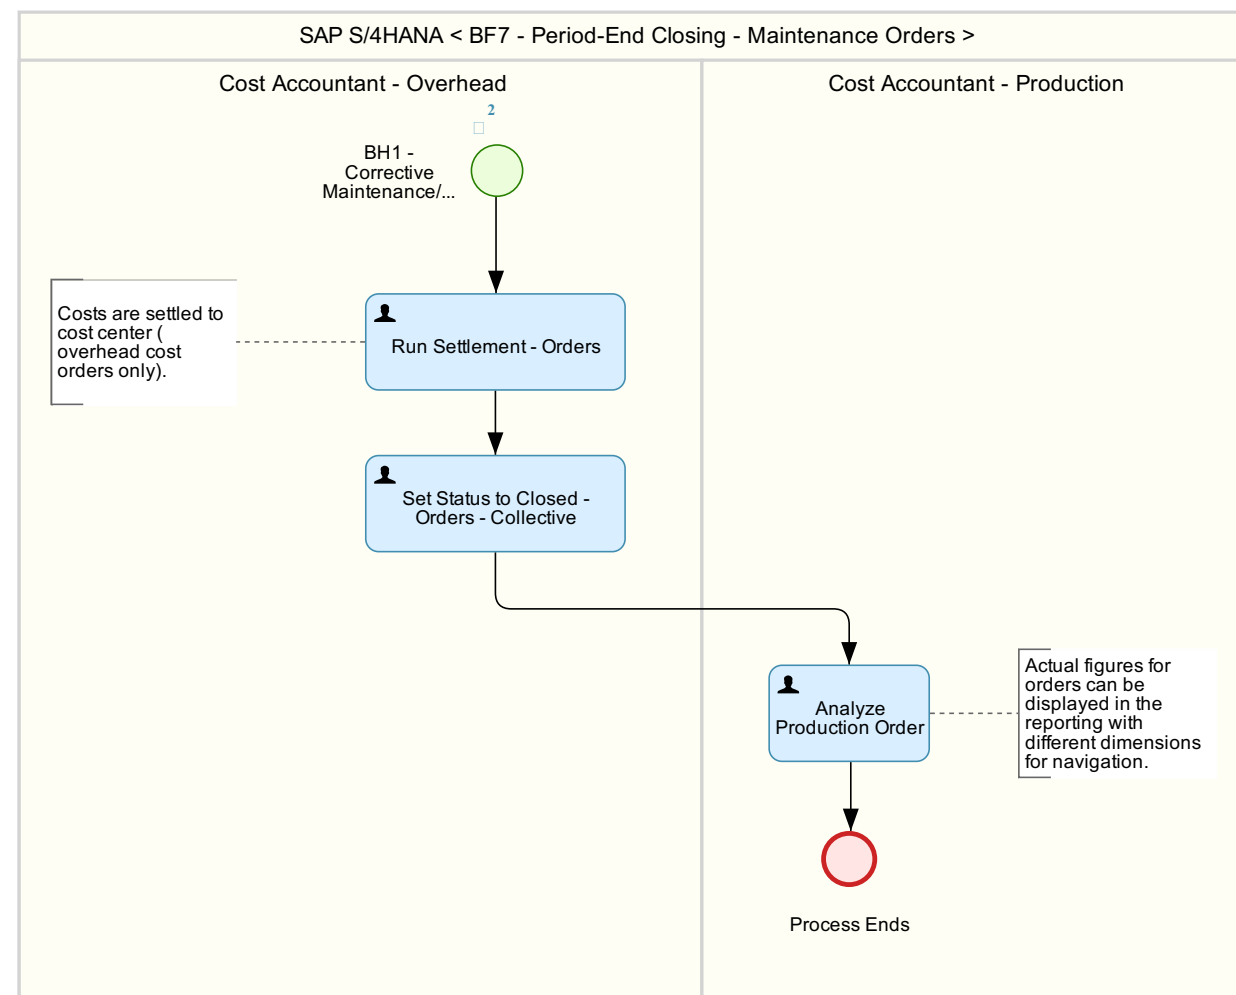 SAP S/4HANA < BF7 - Period-End Closing - Maintenance Orders >
Cost Accountant - Overhead
Cost Accountant - Production
2
BH1 -
Corrective
Maintenance/...
Costs are settled to
cost center (
overhead cost
orders only).
Run Settlement - Orders
Set Status to Closed -
Orders - Collective
Analyze
Production Order
Actual figures for
orders can be
displayed in the
reporting with
different dimensions
for navigation.
Process Ends